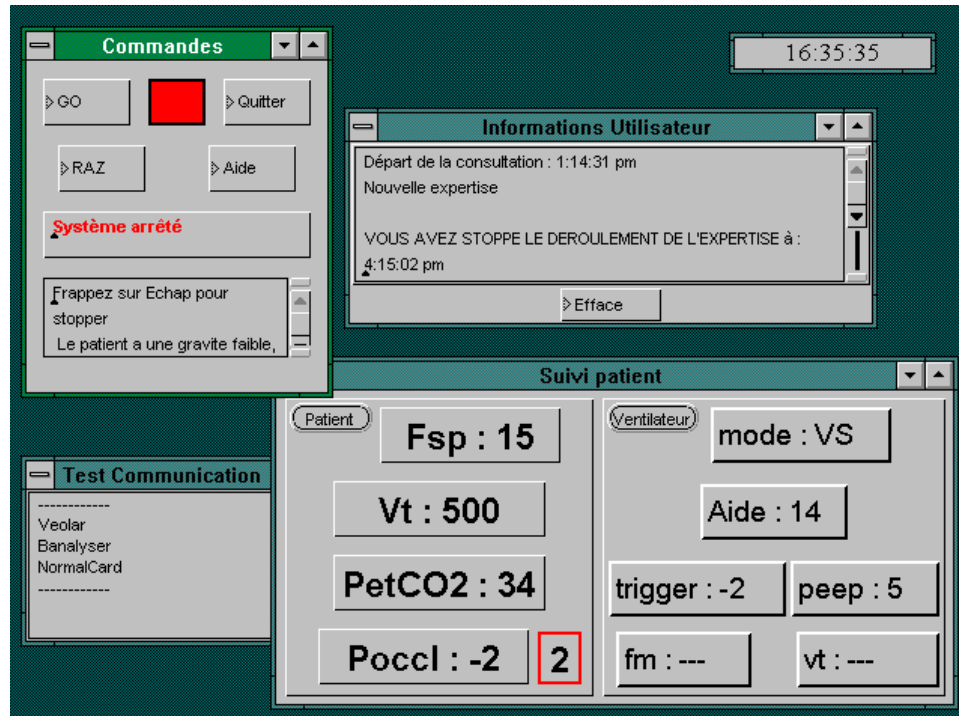 Commandes
GO
Quitter
RAZ
Aide
Système arrêté
Frappez sur Echap pour
stopper
Le patient a une gravite faible,
16:35:35
Informations Utilisateur
Départ de la consultation : 1:14:31 pm
Nouvelle expertise
VOUS AVEZ STOPPE LE DEROULEMENT DE L'EXPERTISE à :
4:15:02 pm
Efface
Test Communication
------------
Veolar
Banalyser
NormalCard
------------
Suivi patient
Patient
Fsp : 15
Vt : 500
PetCO2 : 34
Poccl : -2
2
Ventilateur
mode : VS
Aide : 14
trigger : -2
peep : 5
fm : ---
vt : ---